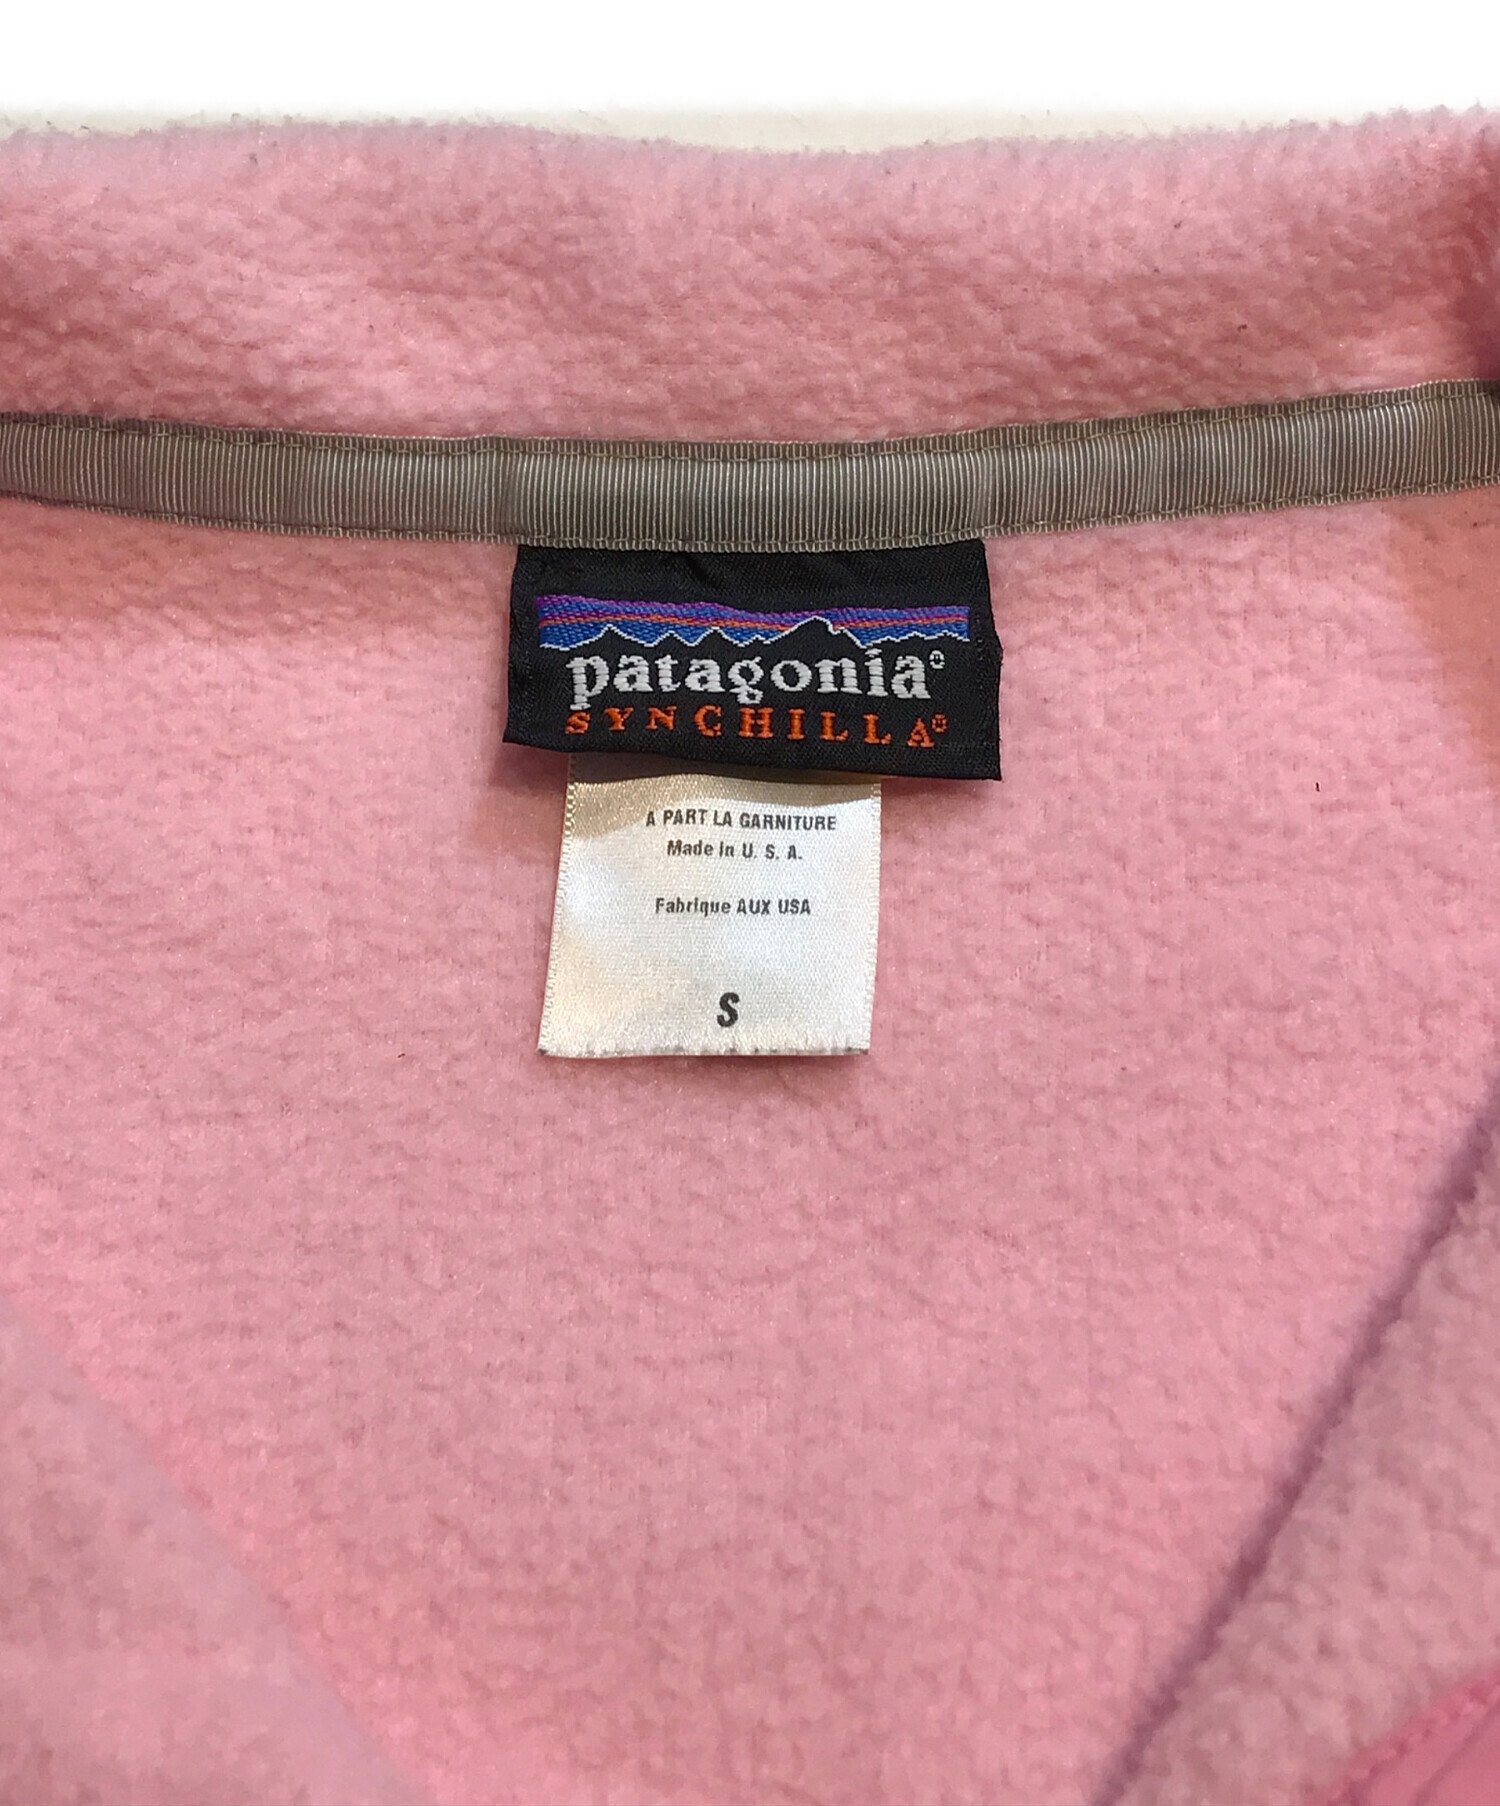 patagonia®
SYNCHILLA®
A PART LA GARNITURE
Made in U. S. A.
Fabrique AUX USA
S